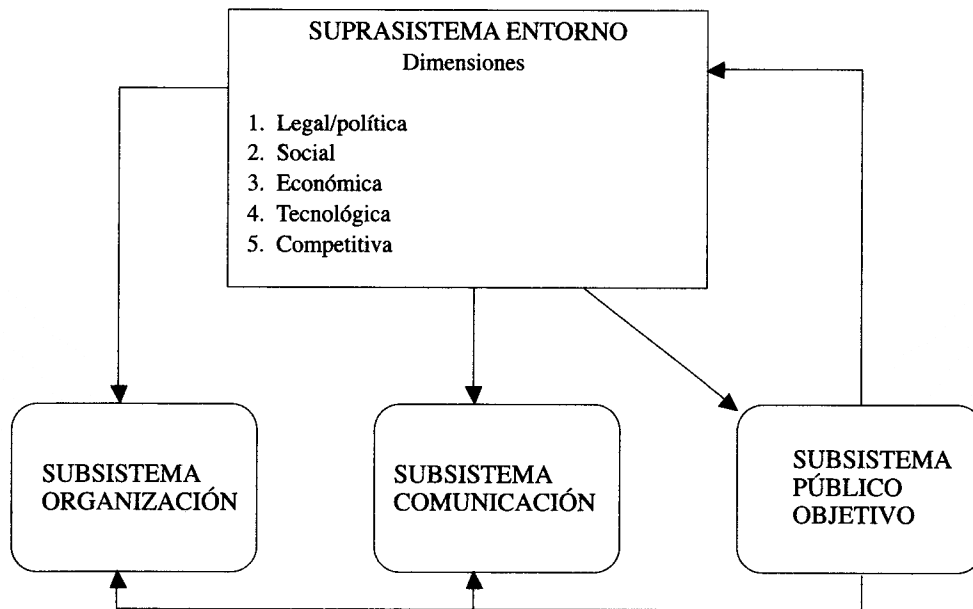 SUPRASISTEMA ENTORNO
Dimensiones
1. Legal/política
2. Social
3. Económica
4. Tecnológica
5. Competitiva
SUBSISTEMA
ORGANIZACIÓN
SUBSISTEMA
COMUNICACIÓN
SUBSISTEMA
PÚBLICO
OBJETIVO